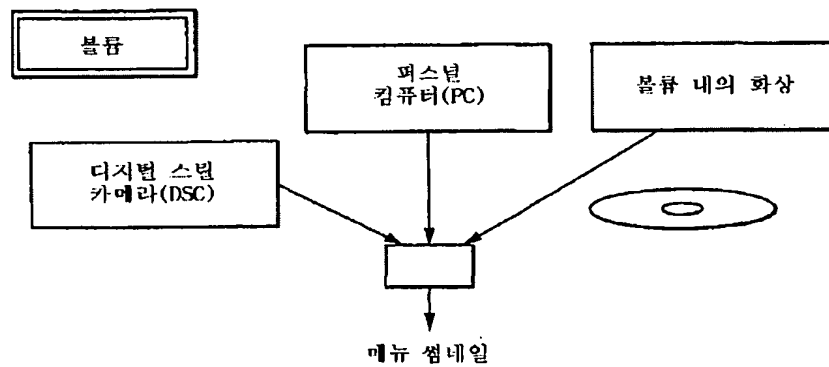 볼륨
퍼스널
컴퓨터(PC)
볼륨 내의 화상
디지털 스틸
카메라(DSC)
메뉴 썸네일